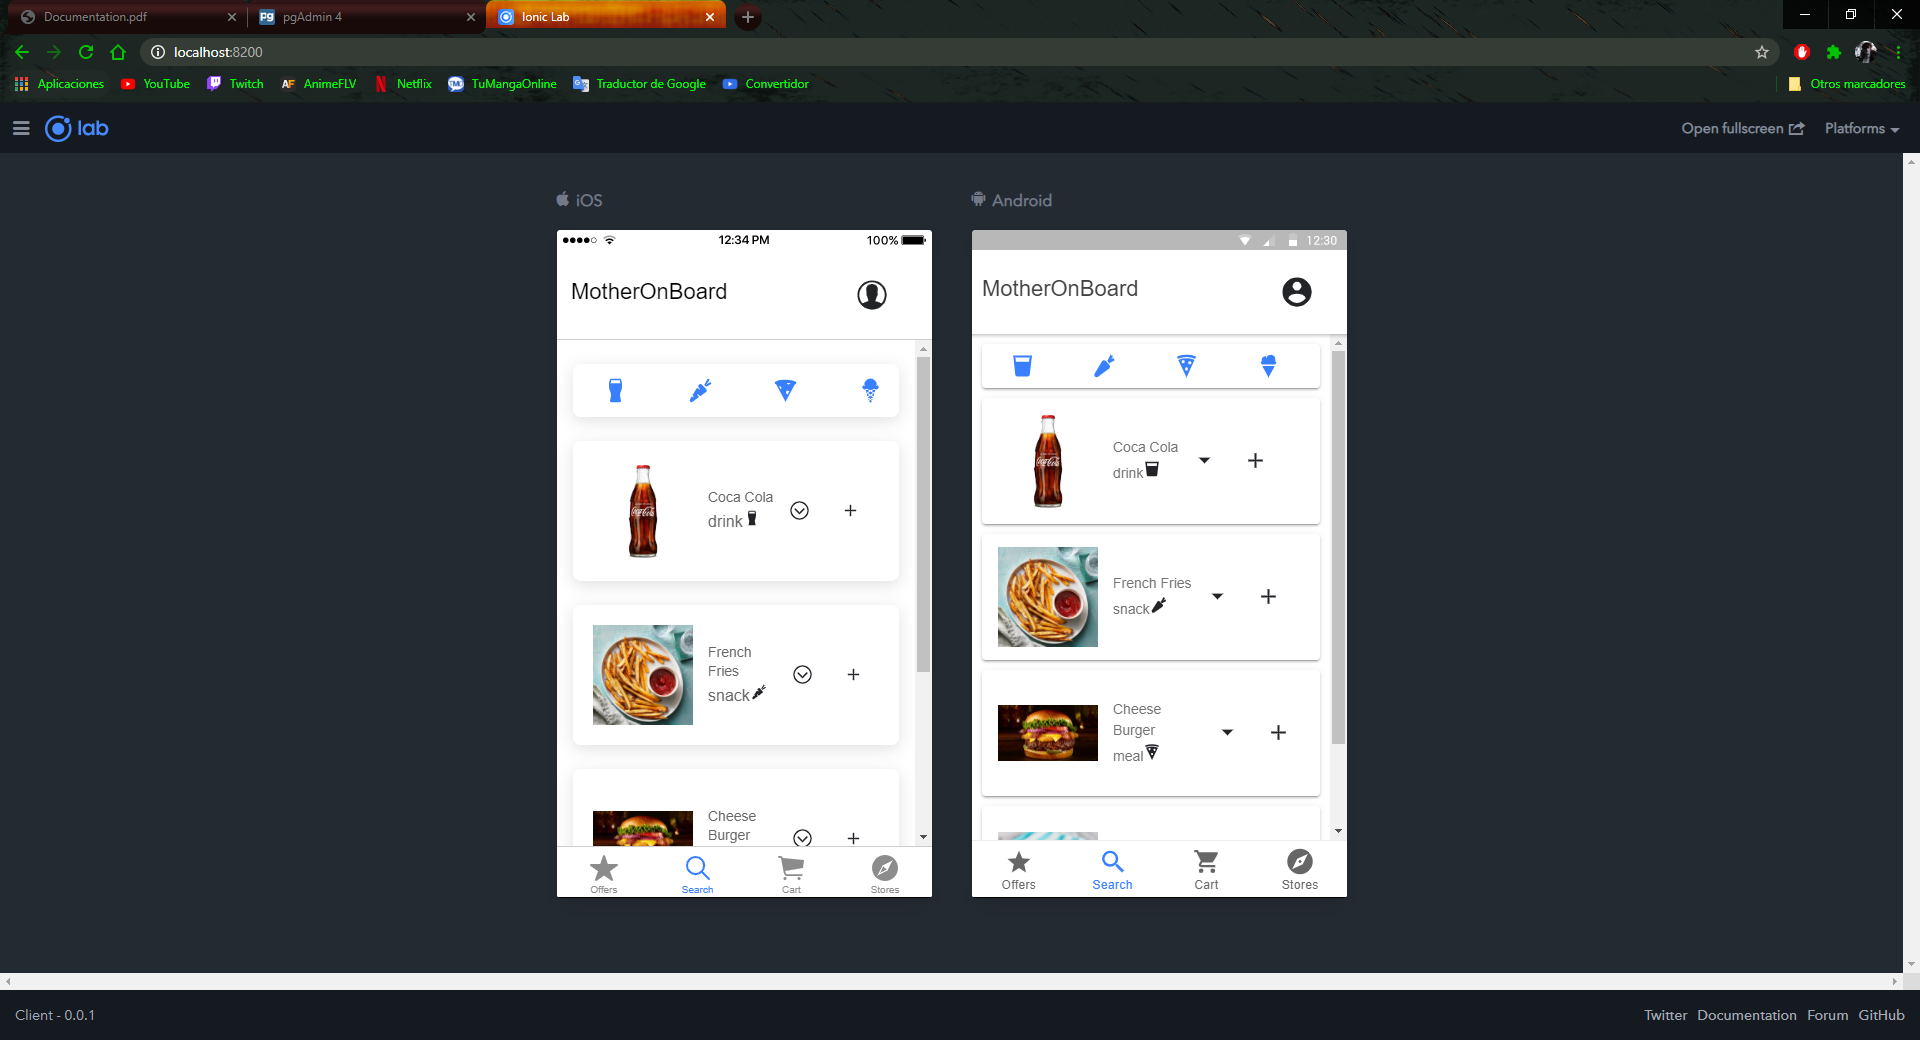 Documentation.pdf
pgAdmin 4
Ionic Lab
localhost:8200
Aplicaciones
YouTube
Twitch
AF AnimeFLV
Netflix
TuMangaOnline
Traductor de Google
Convertidor
Otros marcadores
lab
Open fullscreen
Platforms
iOS
12:34 PM
100%
MotherOnBoard
Coca Cola
drink
French
Fries
snack
Cheese
Burger
Offers
Search
Cart
Stores
Android
12:30
MotherOnBoard
Coca Cola
drink
French Fries
snack
Cheese
Burger
meal
Offers
Search
Cart
Stores
Client - 0.0.1
Twitter Documentation Forum GitHub